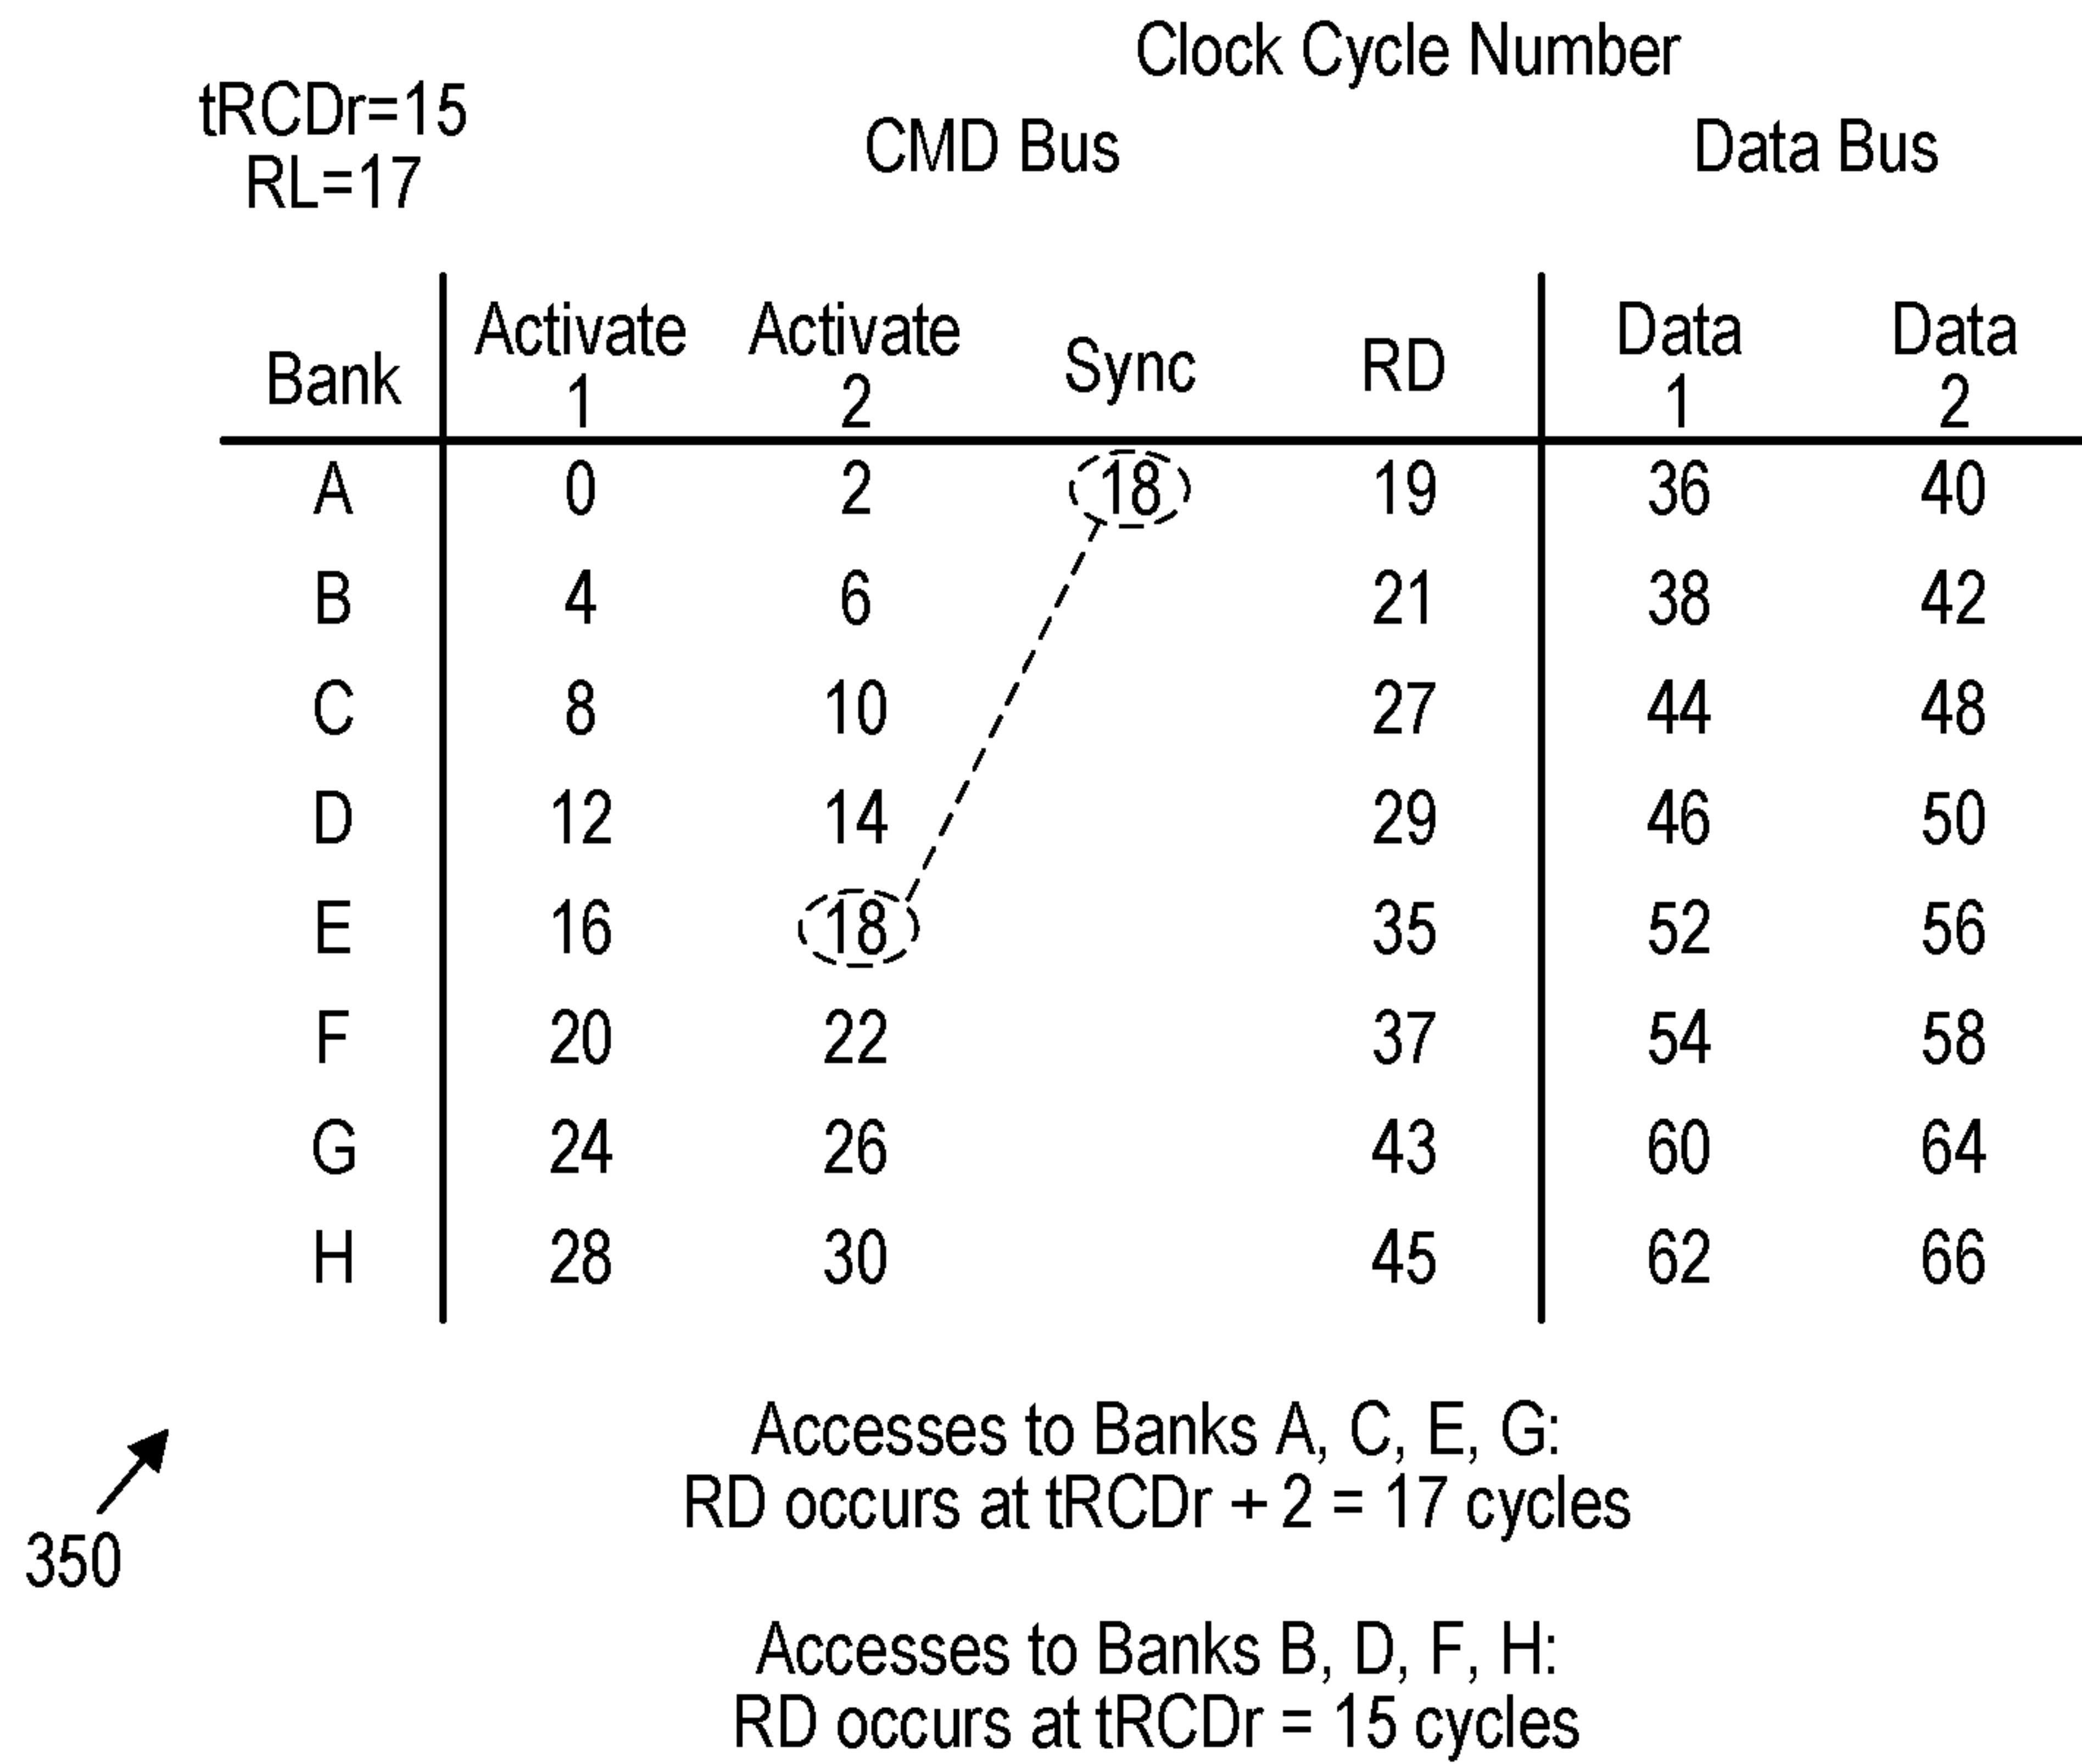 Clock Cycle Number
tRCDr=15
RL=17
CMD Bus Data Bus
Bank Activate 1 Activate 2 Sync RD Data 1 Data 2
A 0 2 18 19 36 40
B 4 6 21 38 42
C 8 10 27 44 48
D 12 14 29 46 50
E 16 18 35 52 56
F 20 22 37 54 58
G 24 26 43 60 64
H 28 30 45 62 66
Accesses to Banks A, C, E, G:
RD occurs at tRCDr + 2 = 17 cycles
350
Accesses to Banks B, D, F, H:
RD occurs at tRCDr = 15 cycles